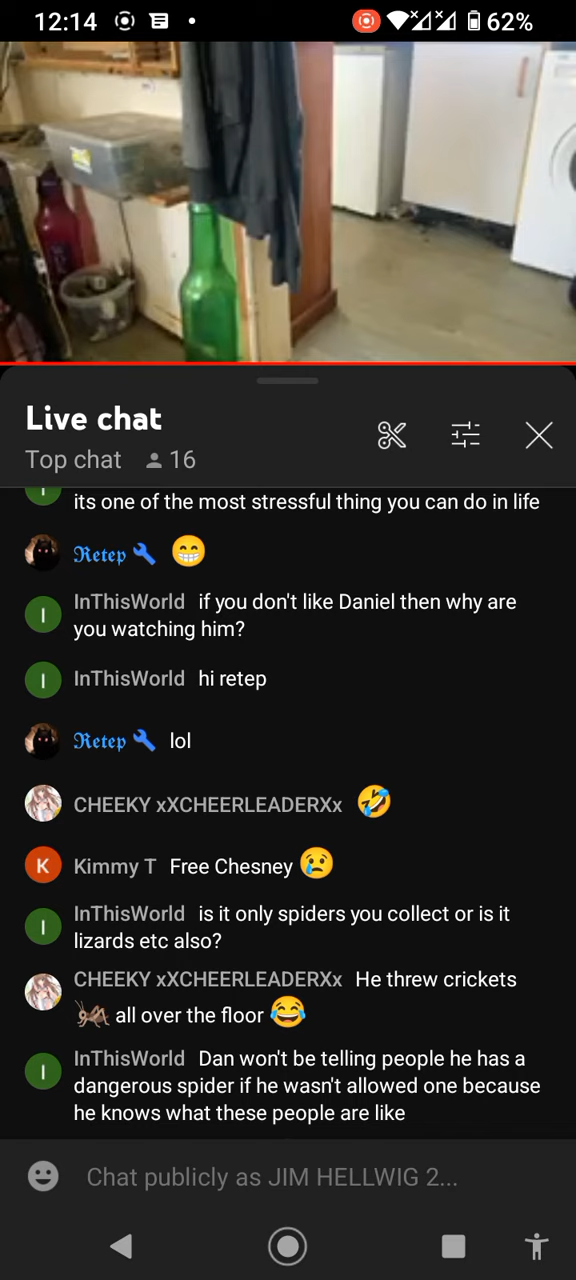 12:14
62%
Live chat
Top chat 16
its one of the most stressful thing you can do in life
I
Retep 🔧 😁
I InThisWorld if you don't like Daniel then why are
you watching him?
I InThisWorld hi retep
Retep 🔧 lol
CHEEKY xXCHEERLEADERXx 🤣
K Kimmy T Free Chesney 😢
InThisWorld is it only spiders you collect or is it
I lizards etc also?
CHEEKY xXCHEERLEADERXx He threw crickets
🦗 all over the floor 😂
InThisWorld Dan won't be telling people he has a
I dangerous spider if he wasn't allowed one because
he knows what these people are like
Chat publicly as JIM HELLWIG 2...